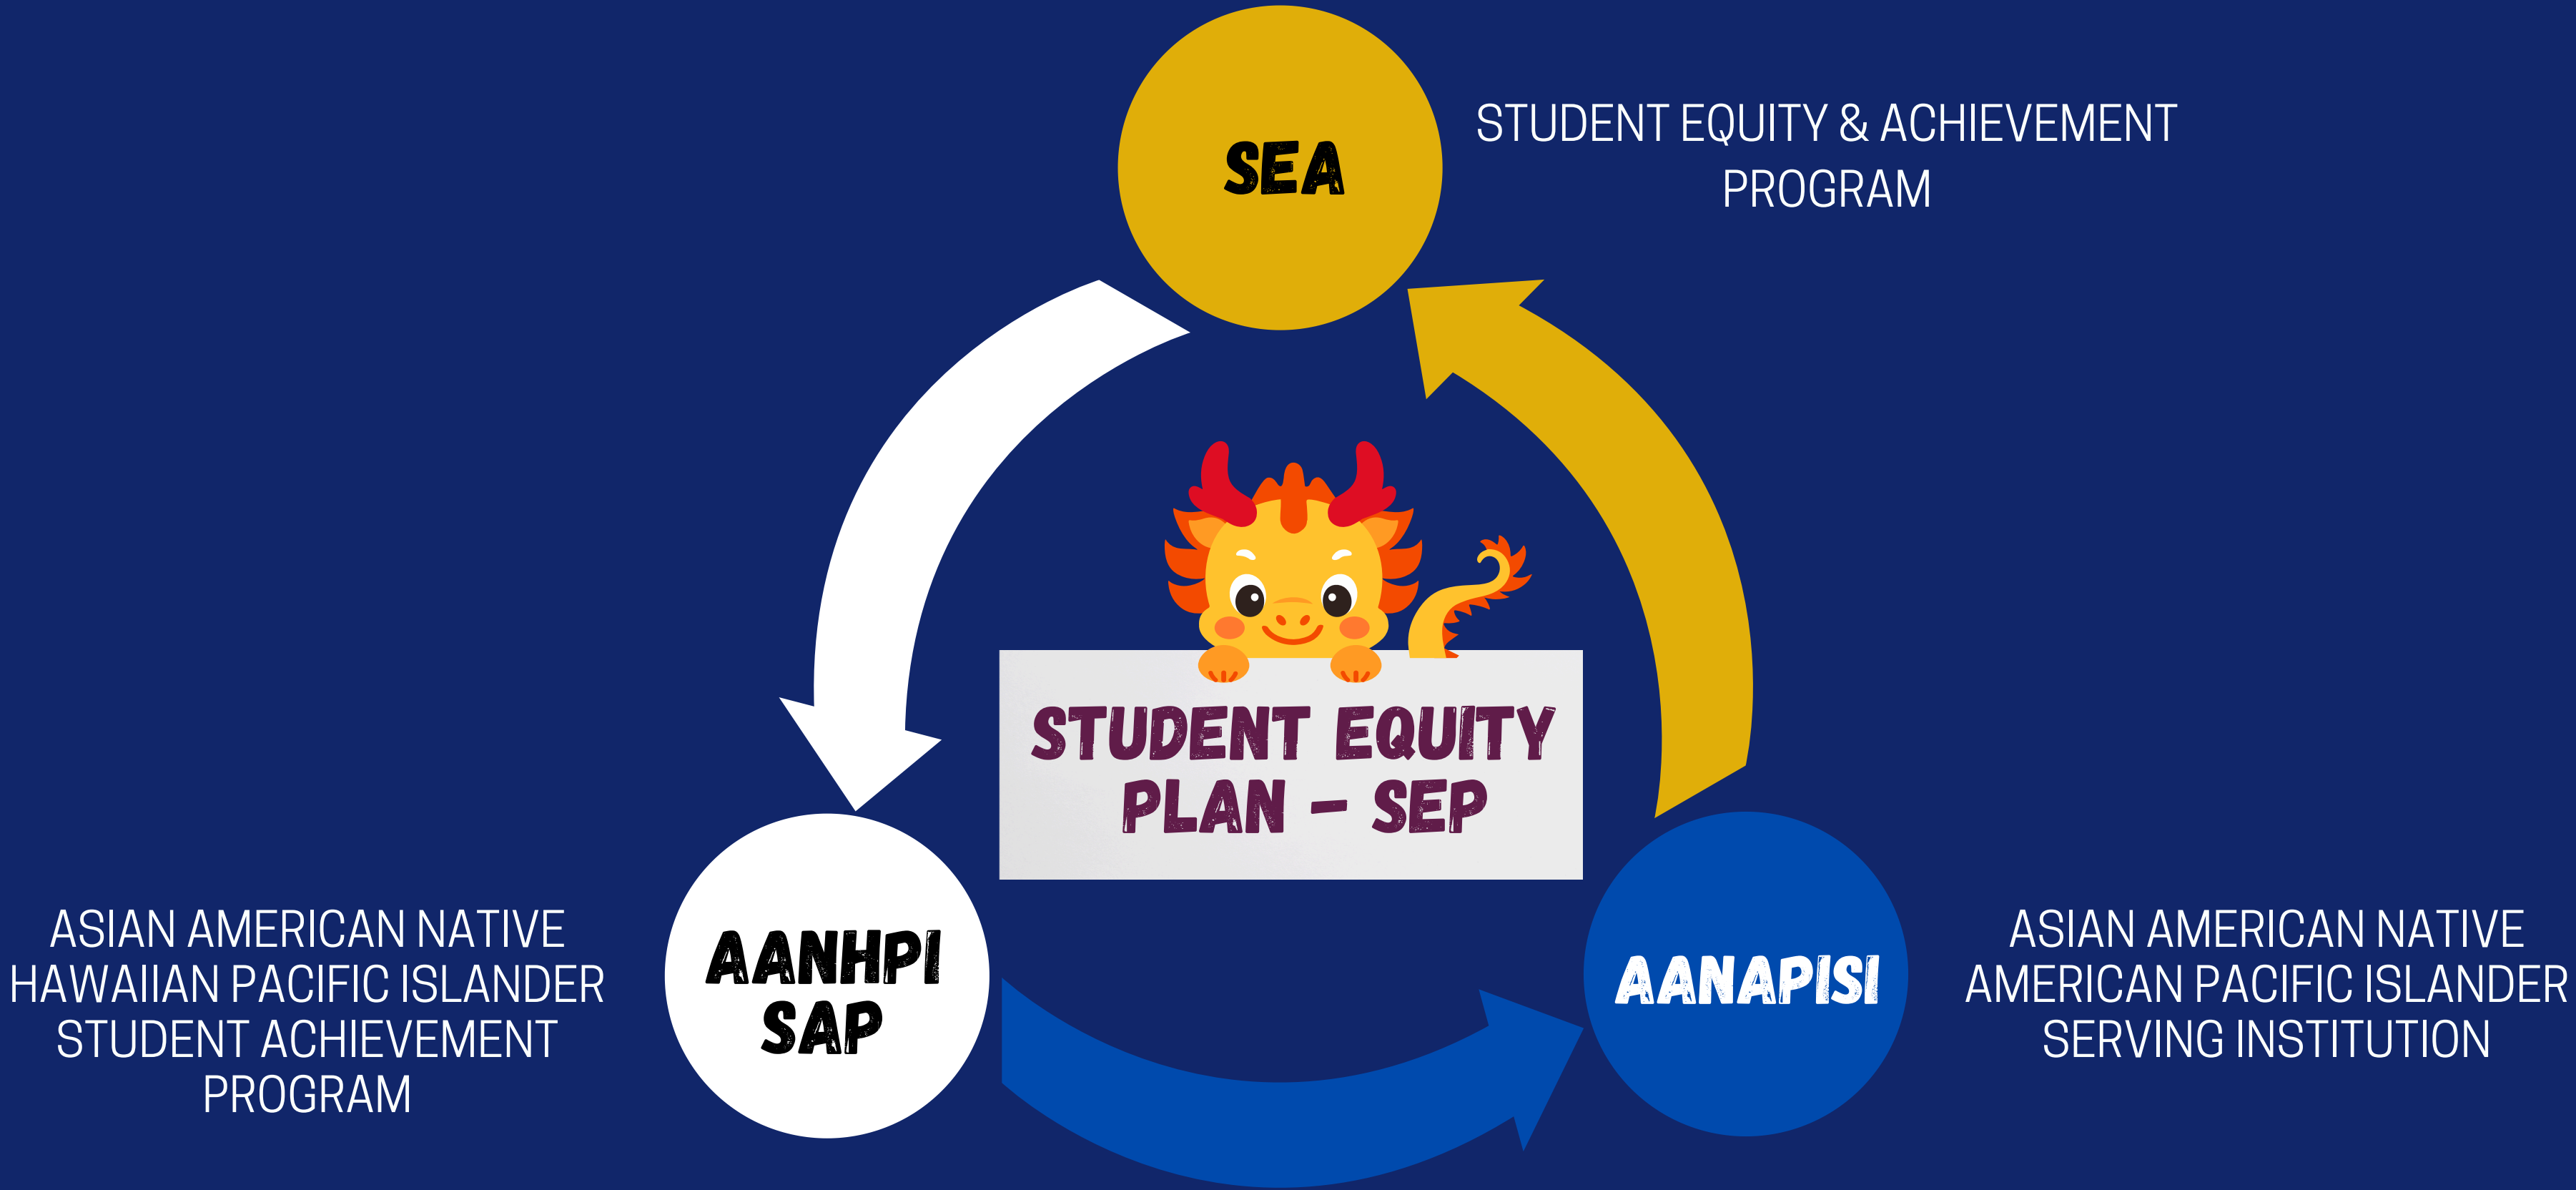 SEA
STUDENT EQUITY & ACHIEVEMENT
PROGRAM
STUDENT EQUITY
PLAN - SEP
AANHPI
SAP
ASIAN AMERICAN NATIVE
HAWAIIAN PACIFIC ISLANDER
STUDENT ACHIEVEMENT
PROGRAM
AANAPISI
ASIAN AMERICAN NATIVE
AMERICAN PACIFIC ISLANDER
SERVING INSTITUTION